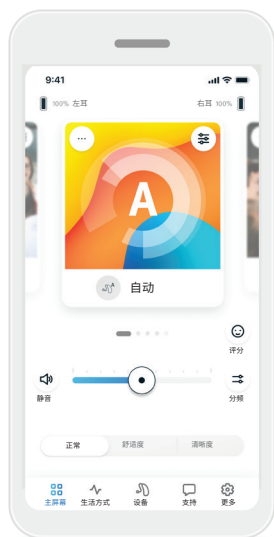 9:41
100% 左耳 右耳 100%
A
自动
评分
静音 分频
正常 舒适度 清晰度
主屏幕 生活方式 设备 支持 更多